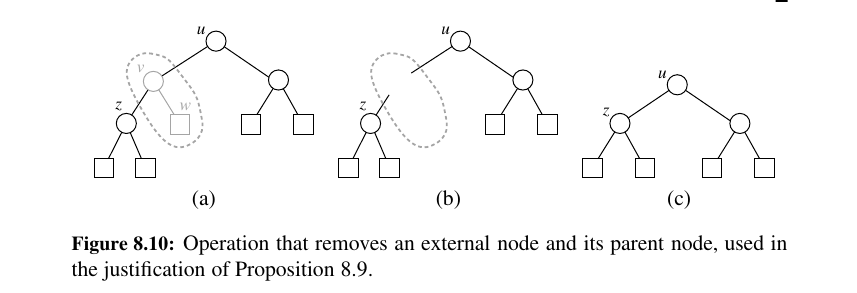 u
v
z
w
(a)
u
z
(b)
u
z
(c)
Figure 8.10: Operation that removes an external node and its parent node, used in
the justification of Proposition 8.9.